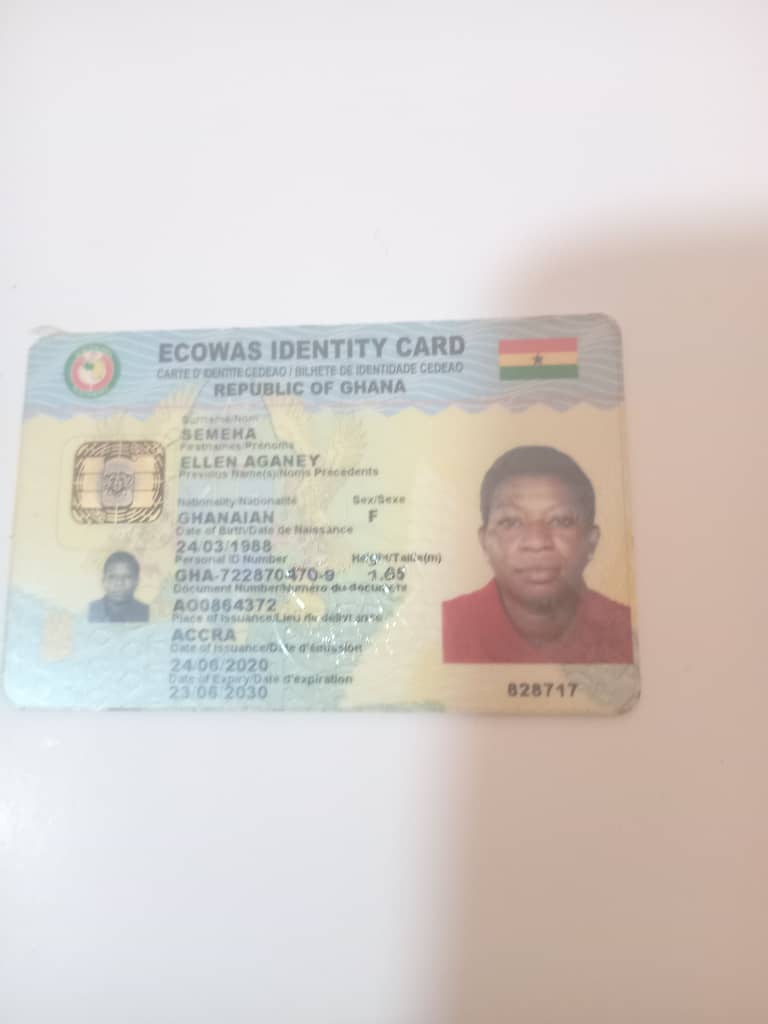 ECOWAS IDENTITY CARD
CARTE D'IDENTITE CEDEAO / BILHETE DE IDENTIDADE CEDEAO
REPUBLIC OF GHANA
Surname/Nom
SEMEHA
Firstnames/Prénoms
ELLEN AGANEY
Previous Name(s)/Noms Précédents
Nationality/Nationalité Sex/Sexe
GHANAIAN F
Date of Birth/Date de Naissance
24/03/1988
Personal ID Number Height/Taille(m)
GHA-722870470-9 1.65
Document Number/Numéro du document
AO0864372
Place of Issuance/Lieu de délivrance
ACCRA
Date of Issuance/Date d'émission
24/06/2020
Date of Expiry/Date d'expiration
23/06/2030
828717